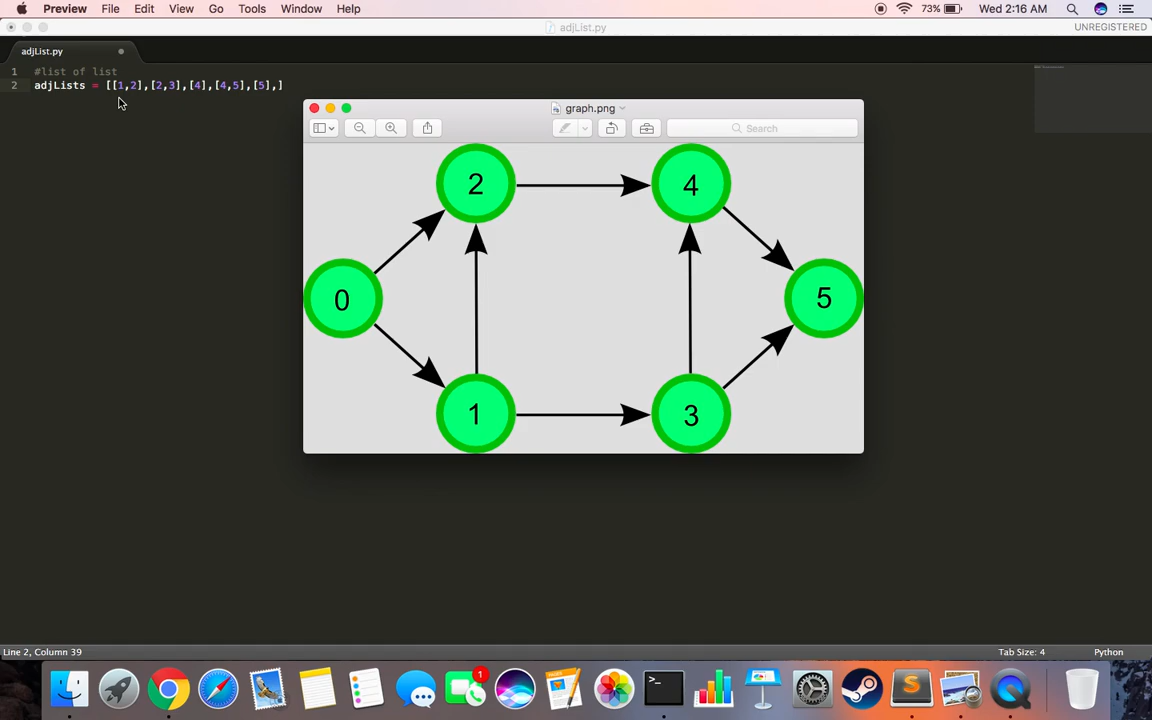 Preview File Edit View Go Tools Window Help 73% Wed 2:16 AM
adjList.py UNREGISTERED
adjList.py
1 #list of list
2 adjLists = [[1,2],[2,3],[4],[4,5],[5],]
graph.png
Search
2 4
0 5
1 3
Line 2, Column 39 Tab Size: 4 Python
1
>_
S